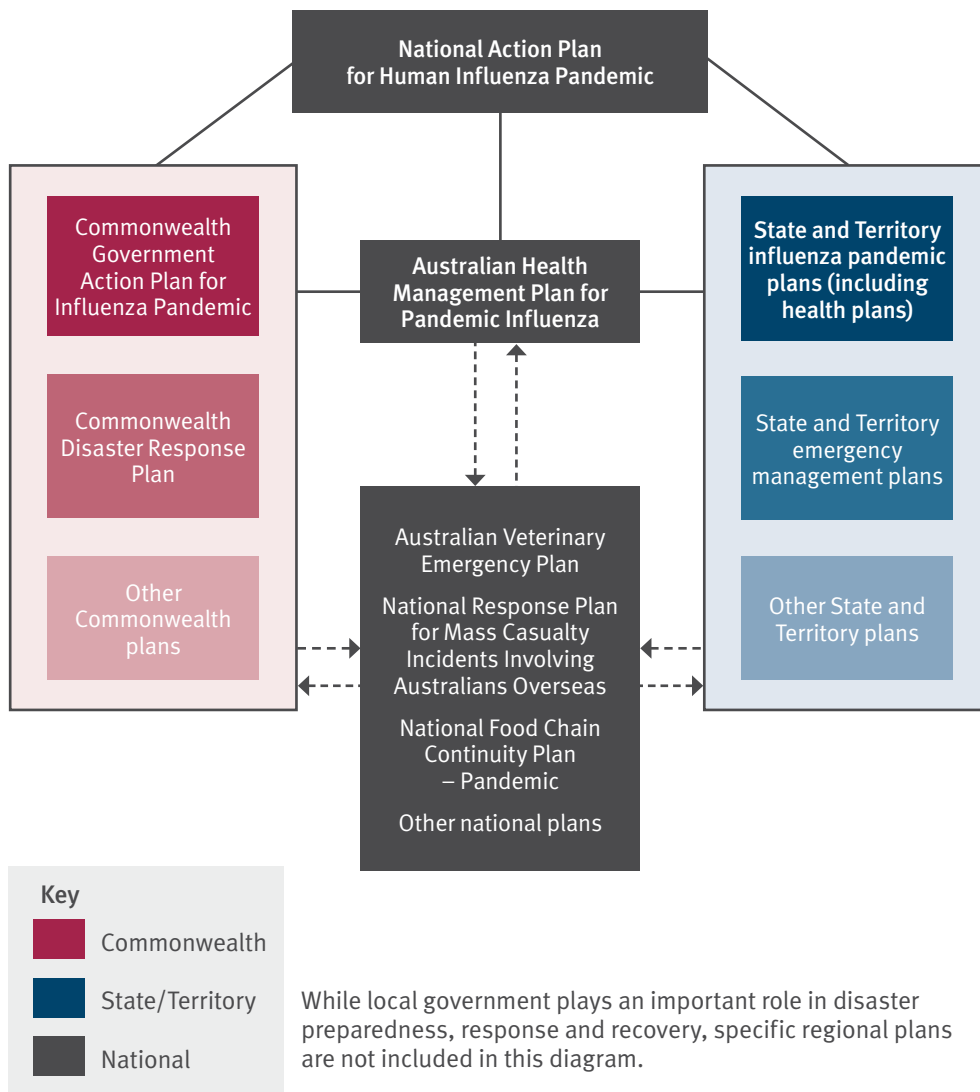 National Action Plan
for Human Influenza Pandemic
Commonwealth
Government
Action Plan for
Influenza Pandemic
Commonwealth
Disaster Response
Plan
Other
Commonwealth
plans
Australian Health
Management Plan for
Pandemic Influenza
Australian Veterinary
Emergency Plan
National Response Plan
for Mass Casualty
Incidents Involving
Australians Overseas
National Food Chain
Continuity Plan
– Pandemic
Other national plans
State and Territory
influenza pandemic
plans (including
health plans)
State and Territory
emergency
management plans
Other State and
Territory plans
Key
Commonwealth
State/Territory
National
While local government plays an important role in disaster
preparedness, response and recovery, specific regional plans
are not included in this diagram.